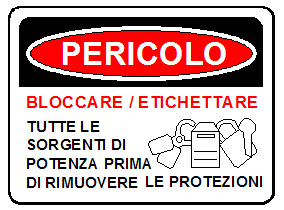 PERICOLO
BLOCCARE / ETICHETTARE
TUTTE LE
SORGENTI DI
POTENZA PRIMA
DI RIMUOVERE LE PROTEZIONI